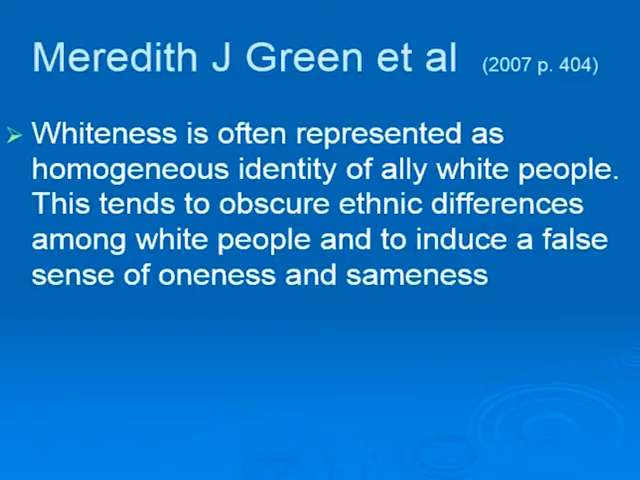 Meredith J Green et al (2007 p. 404)
Whiteness is often represented as
homogeneous identity of ally white people.
This tends to obscure ethnic differences
among white people and to induce a false
sense of oneness and sameness